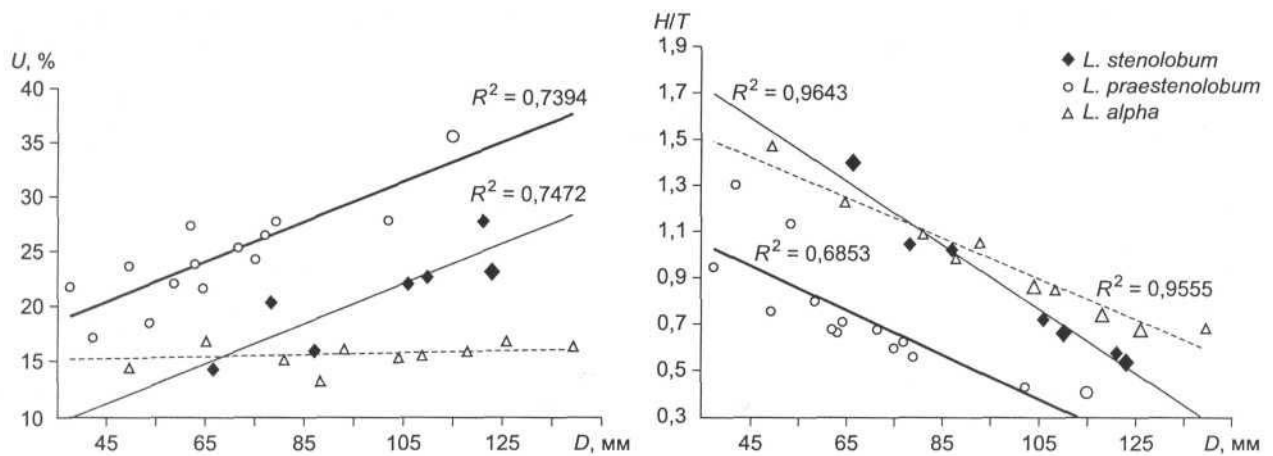 U, %
40
35
30
25
20
15
10
R² = 0,7394
R² = 0,7472
45 65 85 105 125 D, мм
H/T
1,9
1,7
1,5
1,3
1,1
0,9
0,7
0,5
0,3
L. stenolobum
L. praestenolobum
L. alpha
R² = 0,9643
R² = 0,6853
R² = 0,9555
45 65 85 105 125 D, мм